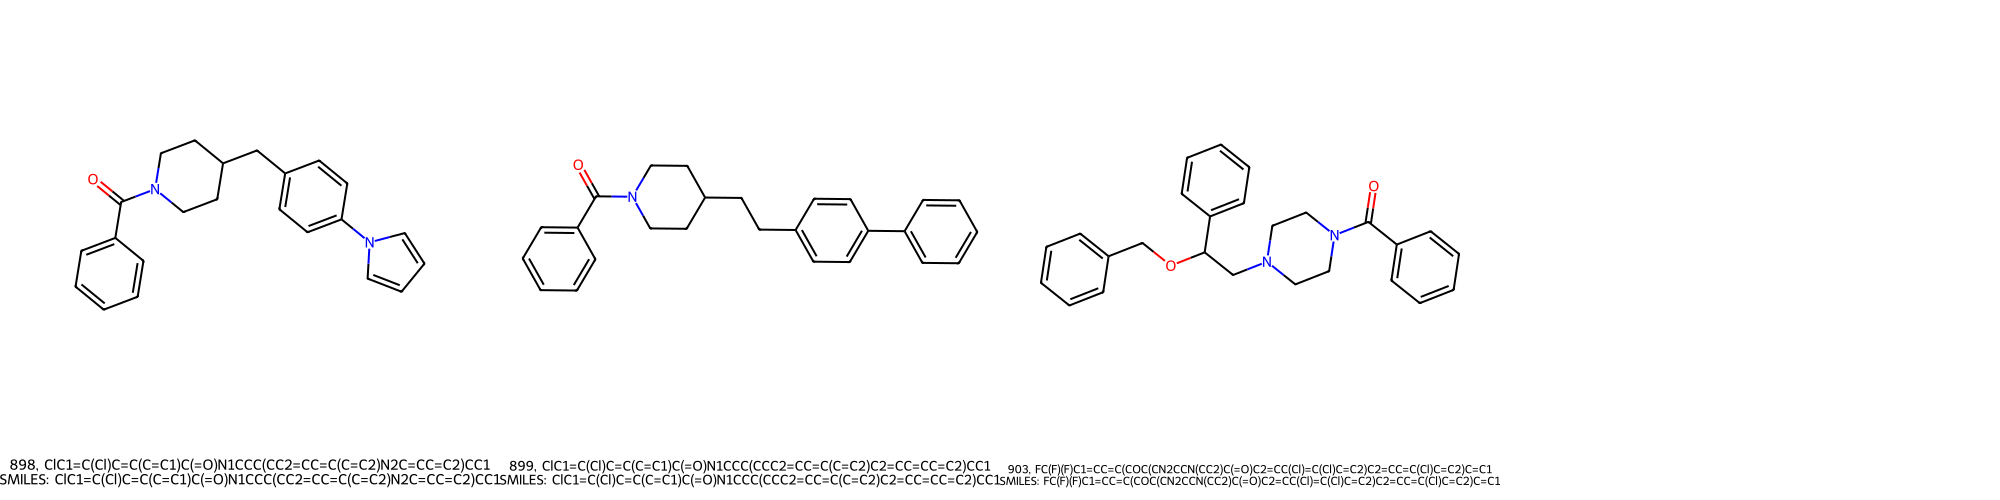 O
N
N
O
N
O
O
N
N
898, ClC1=C(Cl)C=C(C=C1)C(=O)N1CCC(CC2=CC=C(C=C2)N2C=CC=C2)CC1
SMILES: ClC1=C(Cl)C=C(C=C1)C(=O)N1CCC(CC2=CC=C(C=C2)N2C=CC=C2)CC1
899, ClC1=C(Cl)C=C(C=C1)C(=O)N1CCC(CCC2=CC=C(C=C2)C2=CC=CC=C2)CC1
SMILES: ClC1=C(Cl)C=C(C=C1)C(=O)N1CCC(CCC2=CC=C(C=C2)C2=CC=CC=C2)CC1
903, FC(F)(F)C1=CC=C(COC(CN2CCN(CC2)C(=O)C2=CC(Cl)=C(Cl)C=C2)C2=CC=C(Cl)C=C2)C=C1
SMILES: FC(F)(F)C1=CC=C(COC(CN2CCN(CC2)C(=O)C2=CC(Cl)=C(Cl)C=C2)C2=CC=C(Cl)C=C2)C=C1